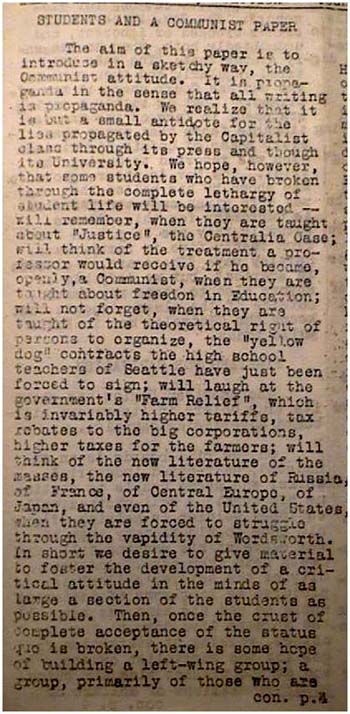 STUDENTS AND A COMMUNIST PAPER
The aim of this paper is to
introduce in a sketchy way, the
Communist attitude. It is propa-
ganda in the sense that all writing
is propaganda. We realize that it
is but a small antidote for the
lies propagated by the Capitalist
class through its press and though
its University. We hope, however,
that some students who have broken
through the complete lethargy of
student life will be interested --
will remember, when they are taught
about "Justice", the Centralia Case;
will think of the treatment a pro-
fessor would receive if he became,
openly, a Communist, when they are
taught about freedon in Education;
will not forget, when they are
taught of the theoretical right of
persons to organize, the "yellow
dog" contracts the high school
teachers of Seattle have just been
forced to sign; will laugh at the
government's "Farm Relief", which
is invariably higher tariffs, tax
rebates to the big corporations,
higher taxes for the farmers; will
think of the new literature of the
masses, the new literature of Russia,
of France, of Central Europe, of
Japan, and even of the United States,
when they are forced to struggle
through the vapidity of Wordsworth.
In short we desire to give material
to foster the development of a cri-
tical attitude in the minds of as
large a section of the students as
possible. Then, once the crust of
complete acceptance of the status
quo is broken, there is some hope
of building a left-wing group; a
group, primarily of those who are
con. p.4